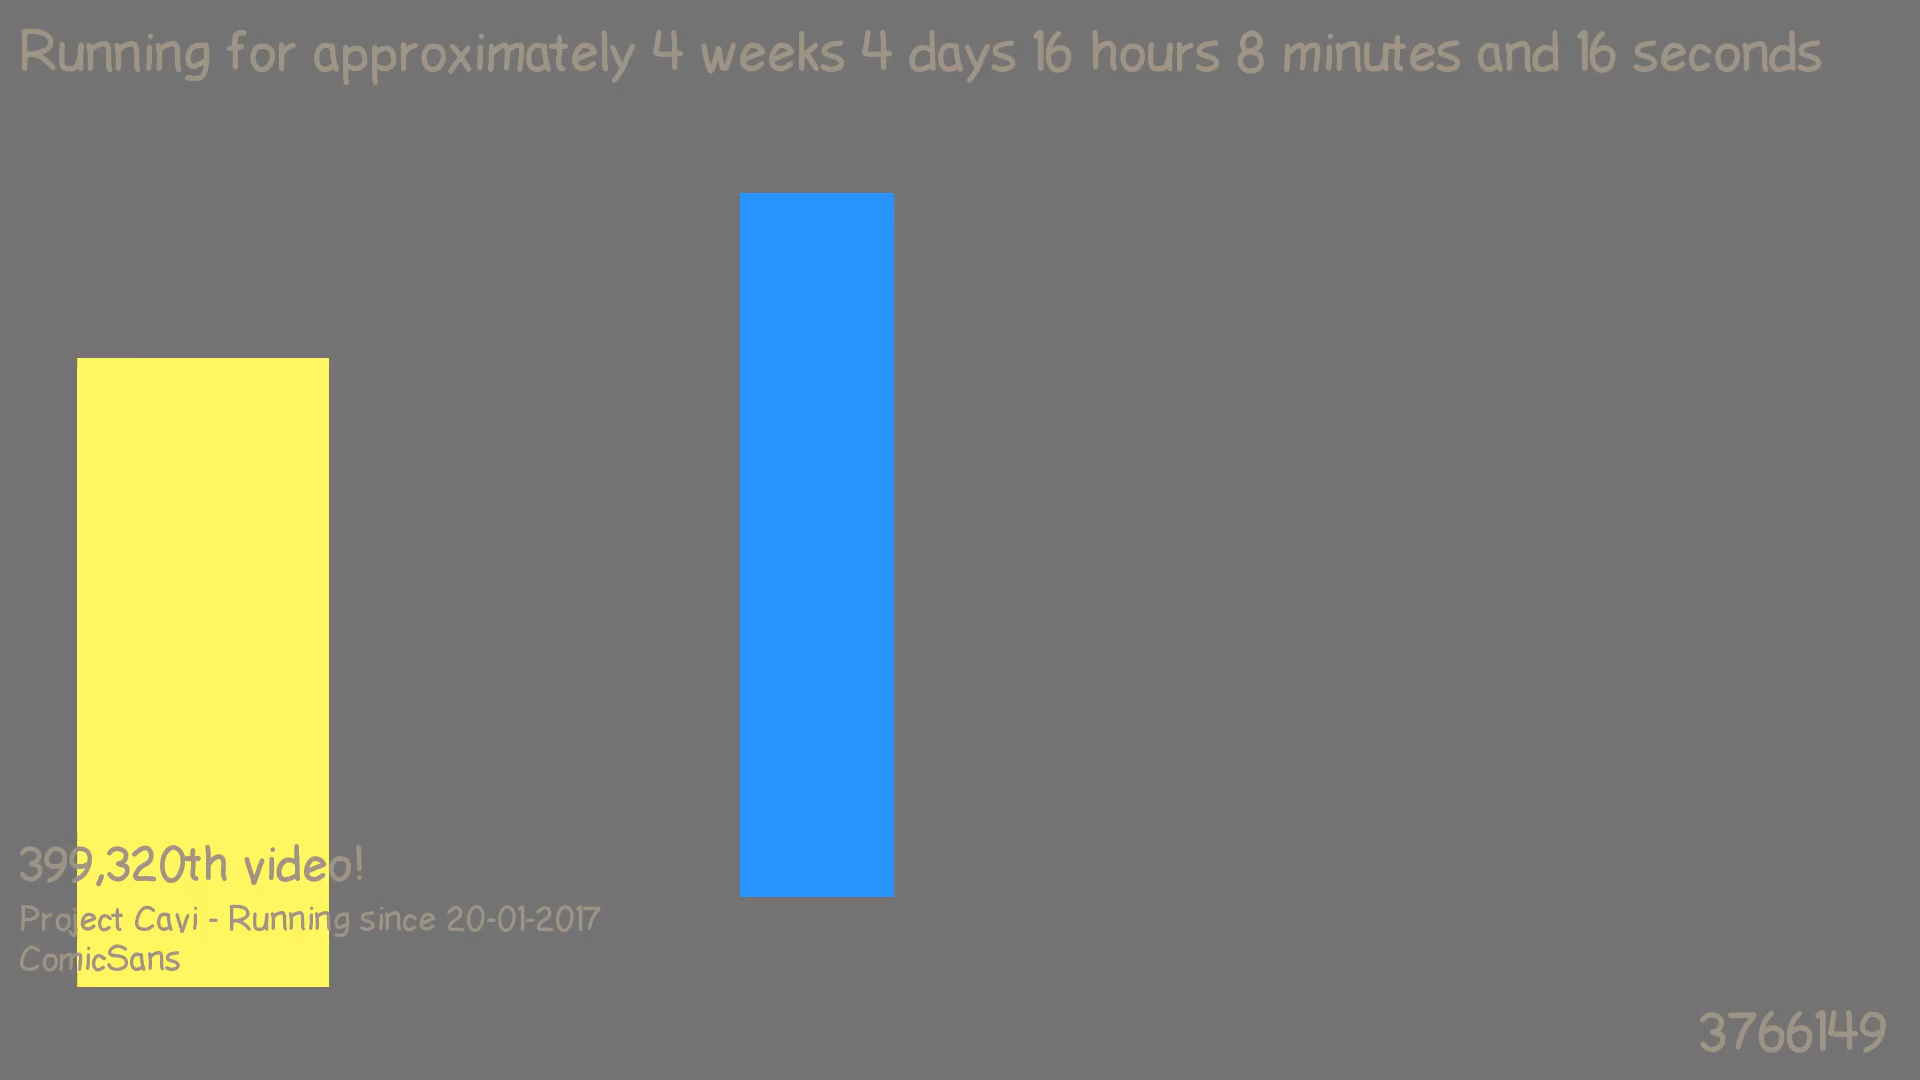 Running for approximately 4 weeks 4 days 16 hours 8 minutes and 16 seconds
399,320th video!
Project Cavi - Running since 20-01-2017
ComicSans
3766149